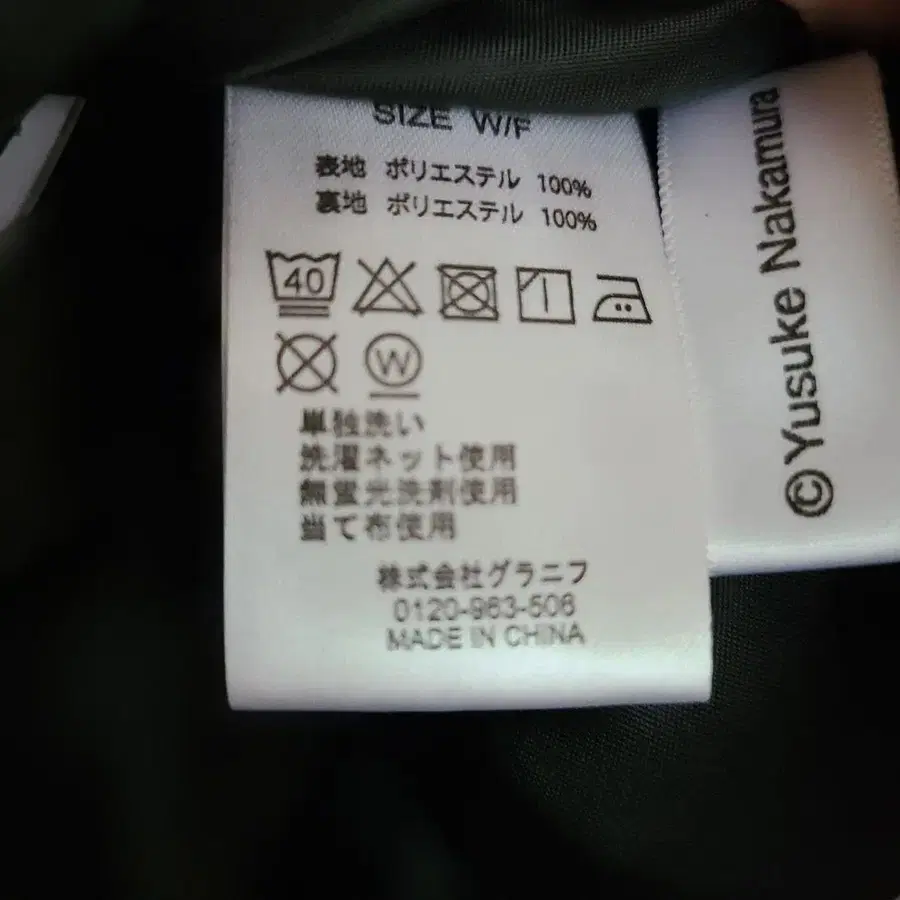 SIZE W/F
表地 ポリエステル 100%
裏地 ポリエステル 100%
40
W
単独洗い
洗濯ネット使用
無蛍光洗剤使用
当て布使用
株式会社グラニフ
0120-963-506
MADE IN CHINA
©Yusuke Nakamura